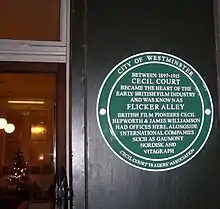 CITY OF WESTMINSTER
BETWEEN 1897-1915
CECIL COURT
BECAME THE HEART OF THE
EARLY BRITISH FILM INDUSTRY
AND WAS KNOWN AS
FLICKER ALLEY
BRITISH FILM PIONEERS CECIL
HEPWORTH & JAMES WILLIAMSON
HAD OFFICES HERE, ALONGSIDE
INTERNATIONAL COMPANIES
SUCH AS GAUMONT
NORDISK AND
VITAGRAPH
CECIL COURT TRADERS' ASSOCIATION